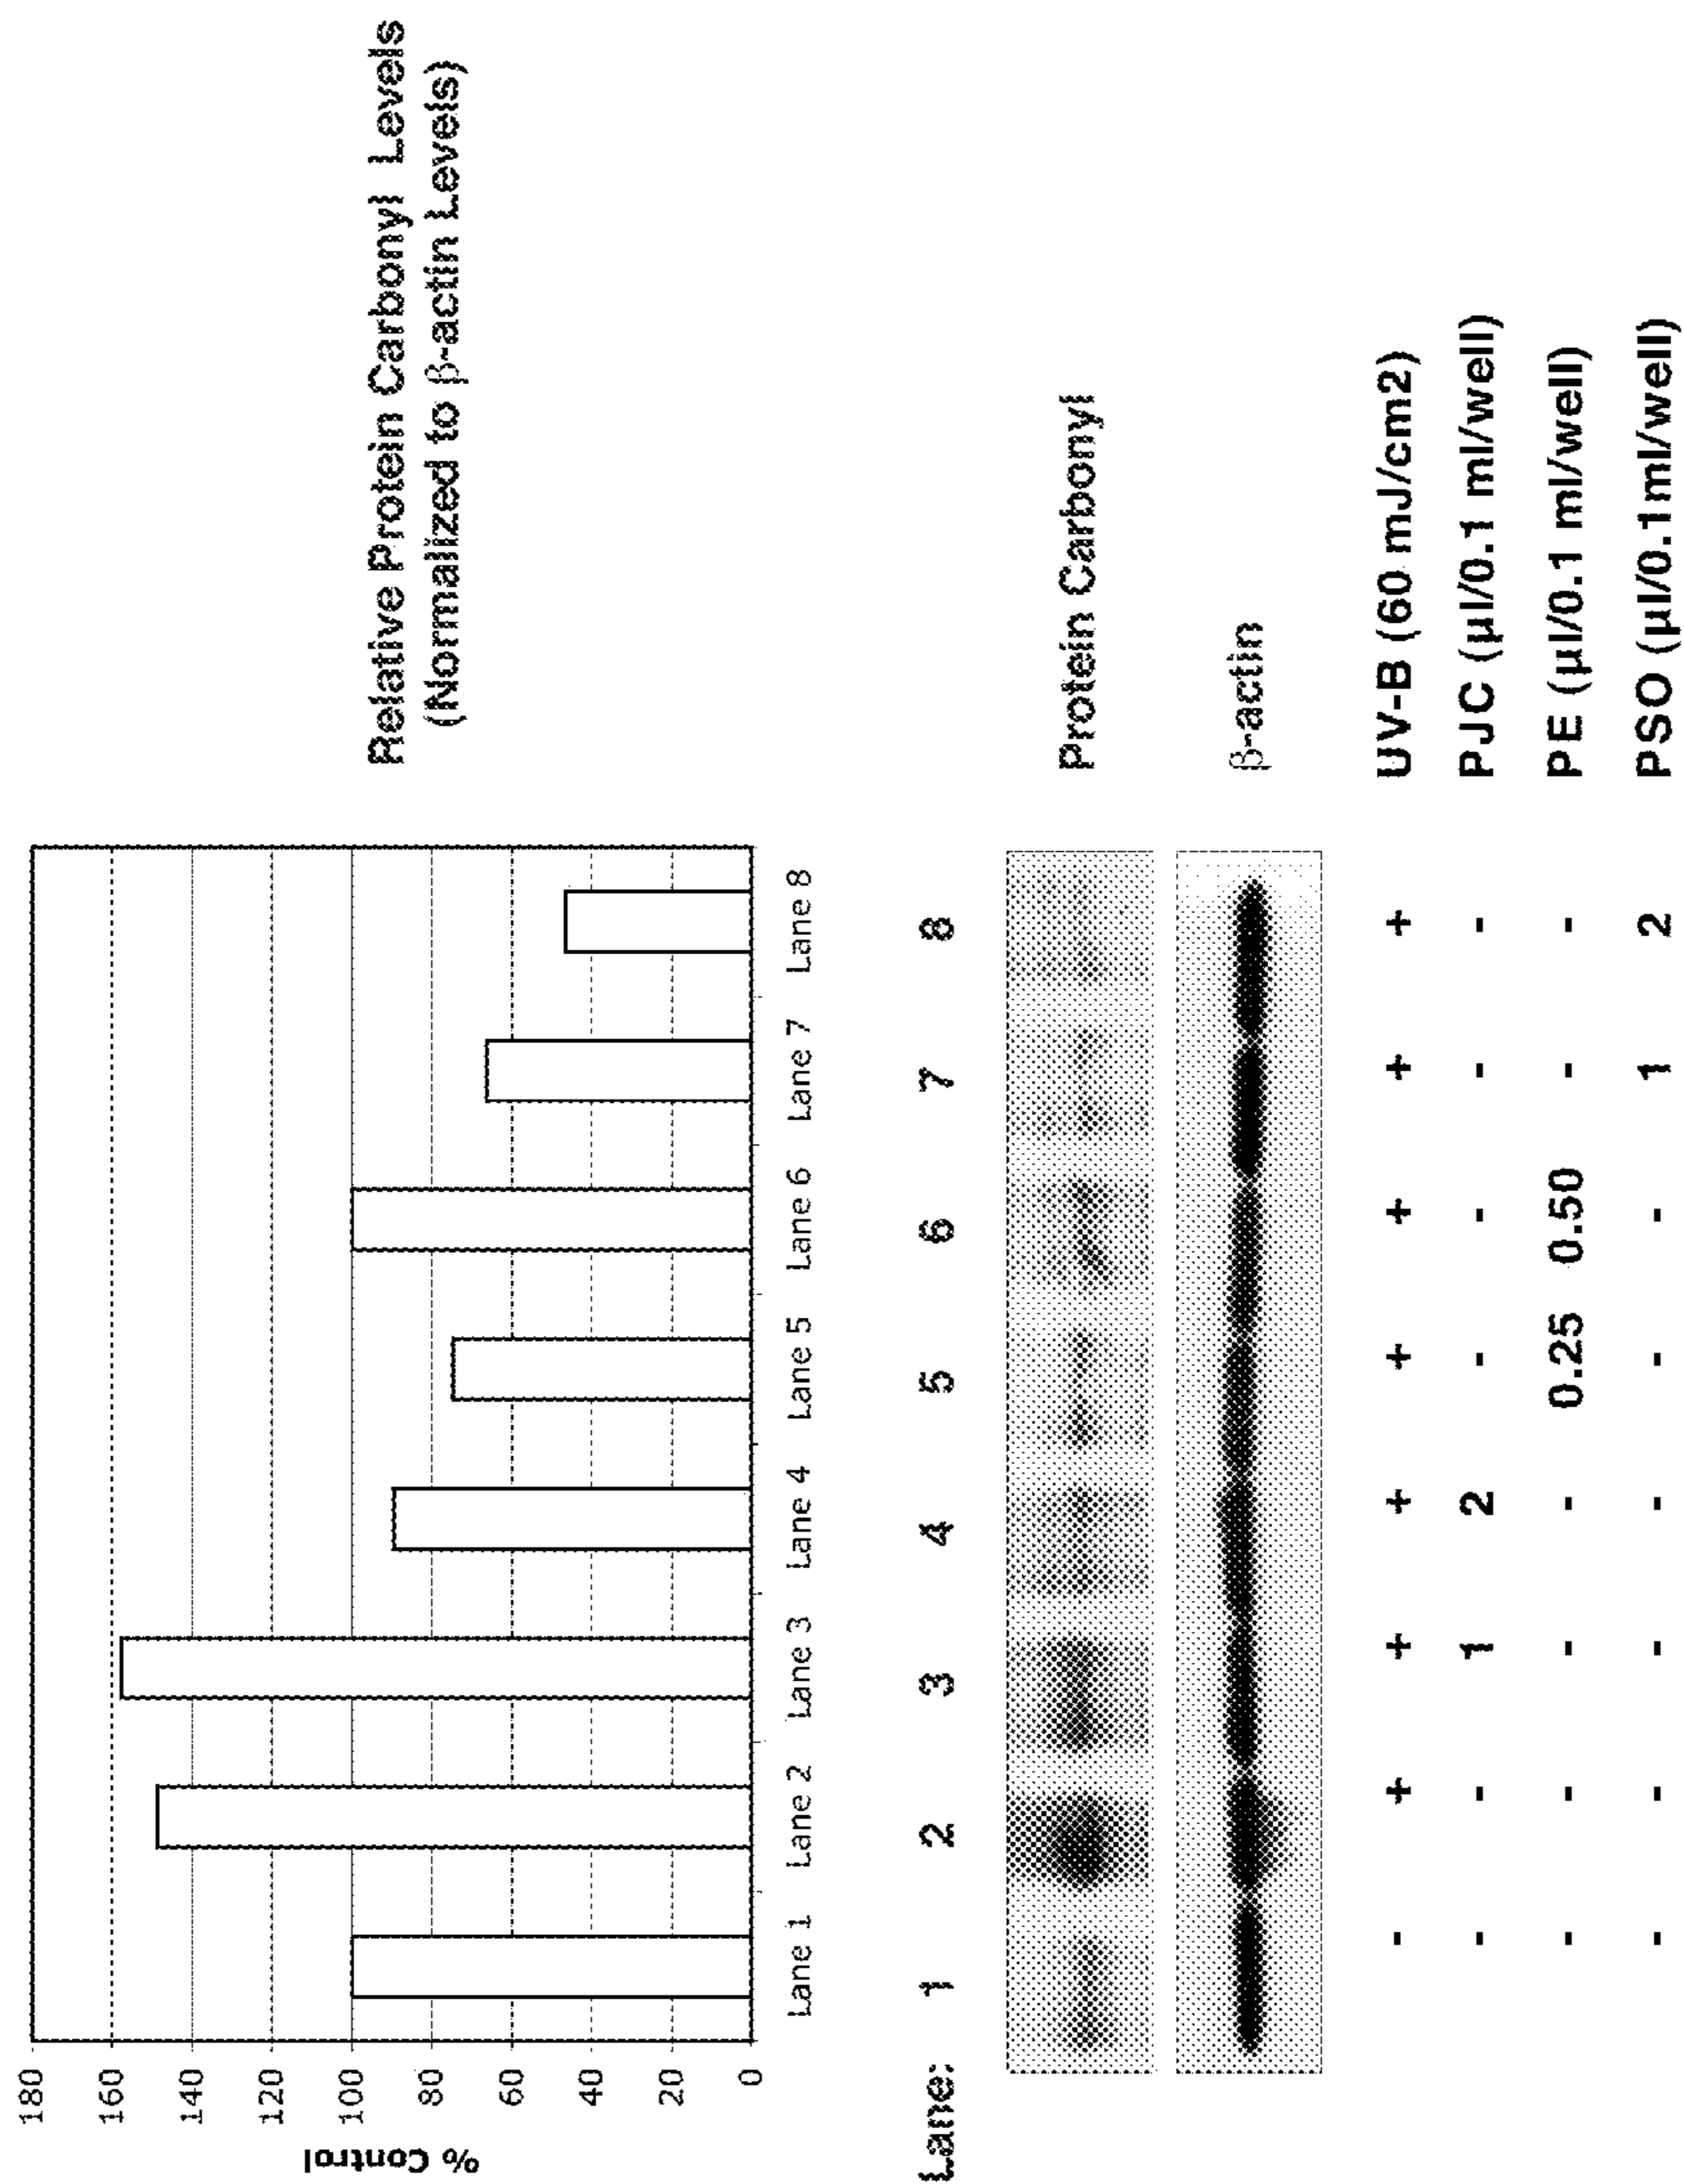 180
160
140
120
100
80
60
40
20
0
% Control
Lane 1 Lane 2 Lane 3 Lane 4 Lane 5 Lane 6 Lane 7 Lane 8
Relative Protein Carbonyl Levels
(Normalized to β-actin Levels)
Lane: 1 2 3 4 5 6 7 8
Protein Carbonyl
β-actin
- + + + + + + + UV-B (60 mJ/cm2)
- - 1 2 - - - - PJC (µl/0.1 ml/well)
- - - - 0.25 0.50 - - PE (µl/0.1 ml/well)
- - - - - - 1 2 PSO (µl/0.1ml/well)